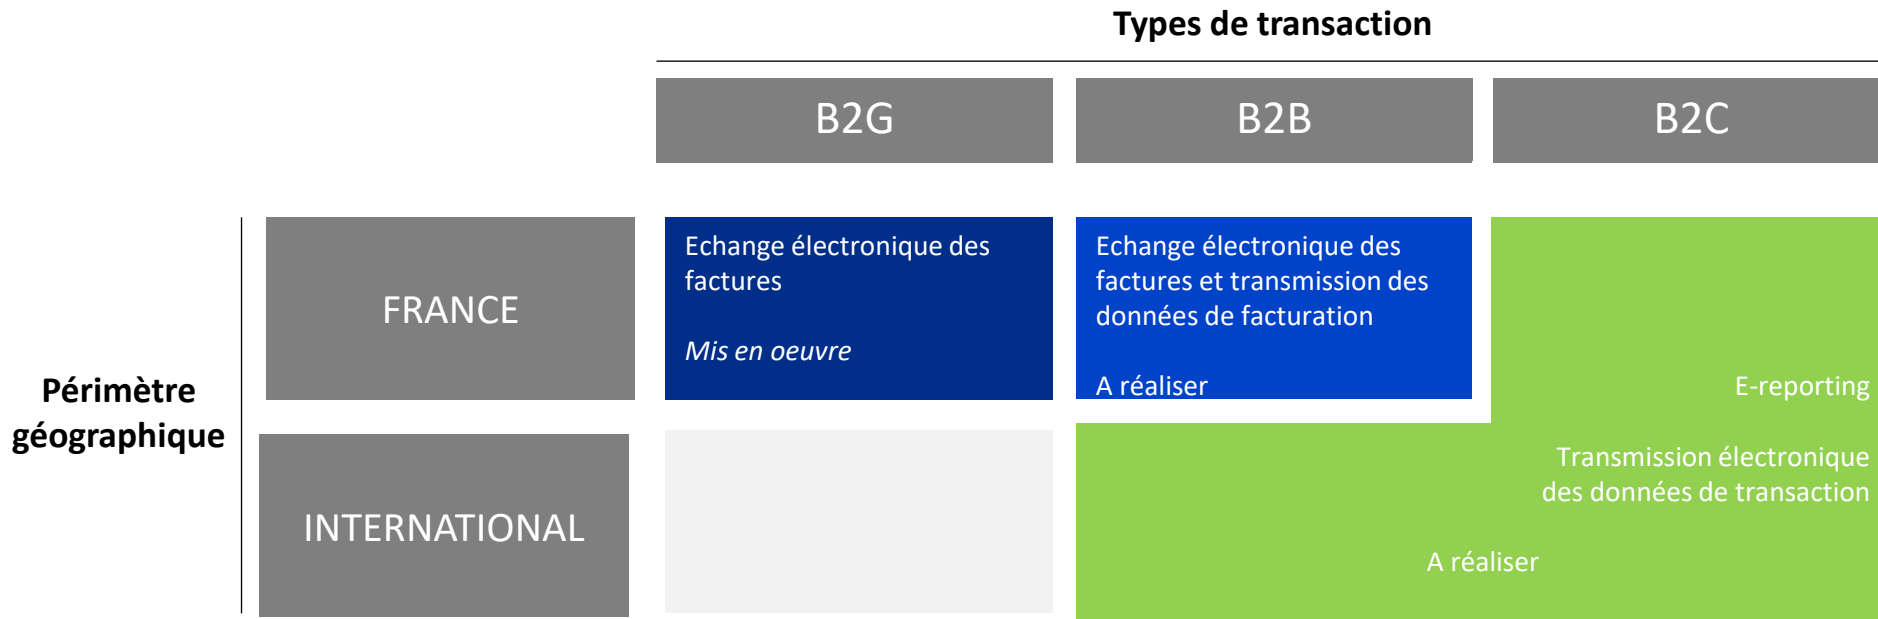 Types de transaction
B2G
B2B
B2C
Périmètre
géographique
FRANCE
Echange électronique des
factures
Mis en oeuvre
Echange électronique des
factures et transmission des
données de facturation
A réaliser
E-reporting
Transmission électronique
des données de transaction
A réaliser
INTERNATIONAL